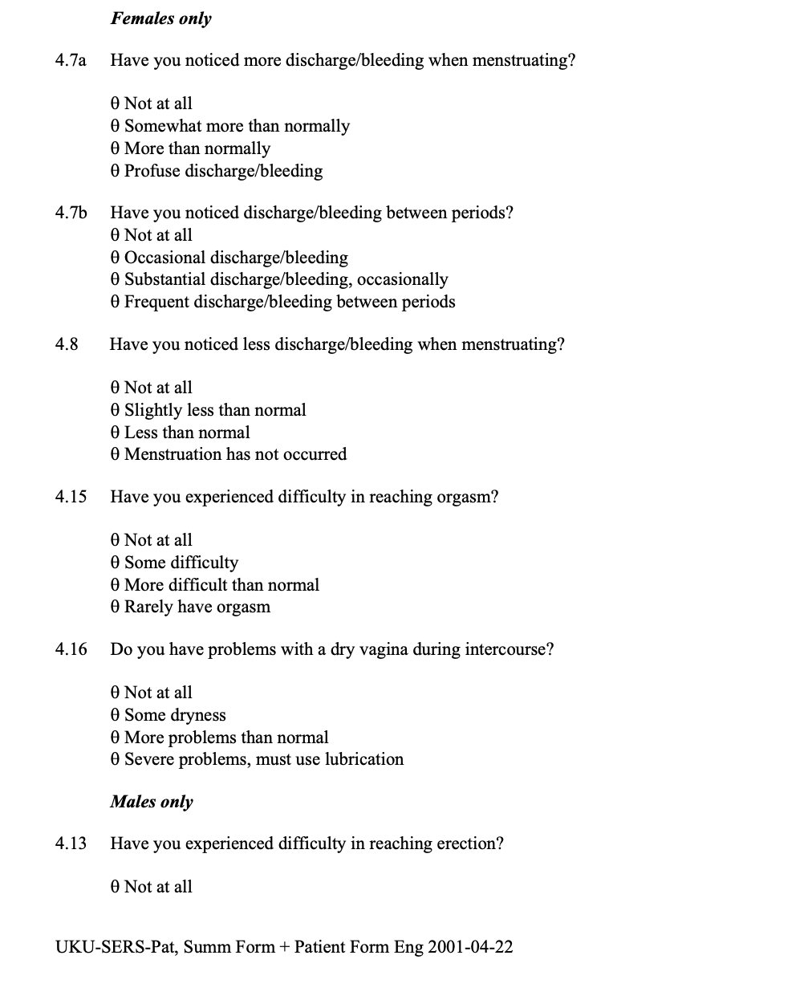 Females only
4.7a Have you noticed more discharge/bleeding when menstruating?
θ Not at all
θ Somewhat more than normally
θ More than normally
θ Profuse discharge/bleeding
4.7b Have you noticed discharge/bleeding between periods?
θ Not at all
θ Occasional discharge/bleeding
θ Substantial discharge/bleeding, occasionally
θ Frequent discharge/bleeding between periods
4.8 Have you noticed less discharge/bleeding when menstruating?
θ Not at all
θ Slightly less than normal
θ Less than normal
θ Menstruation has not occurred
4.15 Have you experienced difficulty in reaching orgasm?
θ Not at all
θ Some difficulty
θ More difficult than normal
θ Rarely have orgasm
4.16 Do you have problems with a dry vagina during intercourse?
θ Not at all
θ Some dryness
θ More problems than normal
θ Severe problems, must use lubrication
Males only
4.13 Have you experienced difficulty in reaching erection?
θ Not at all
UKU-SERS-Pat, Summ Form + Patient Form Eng 2001-04-22